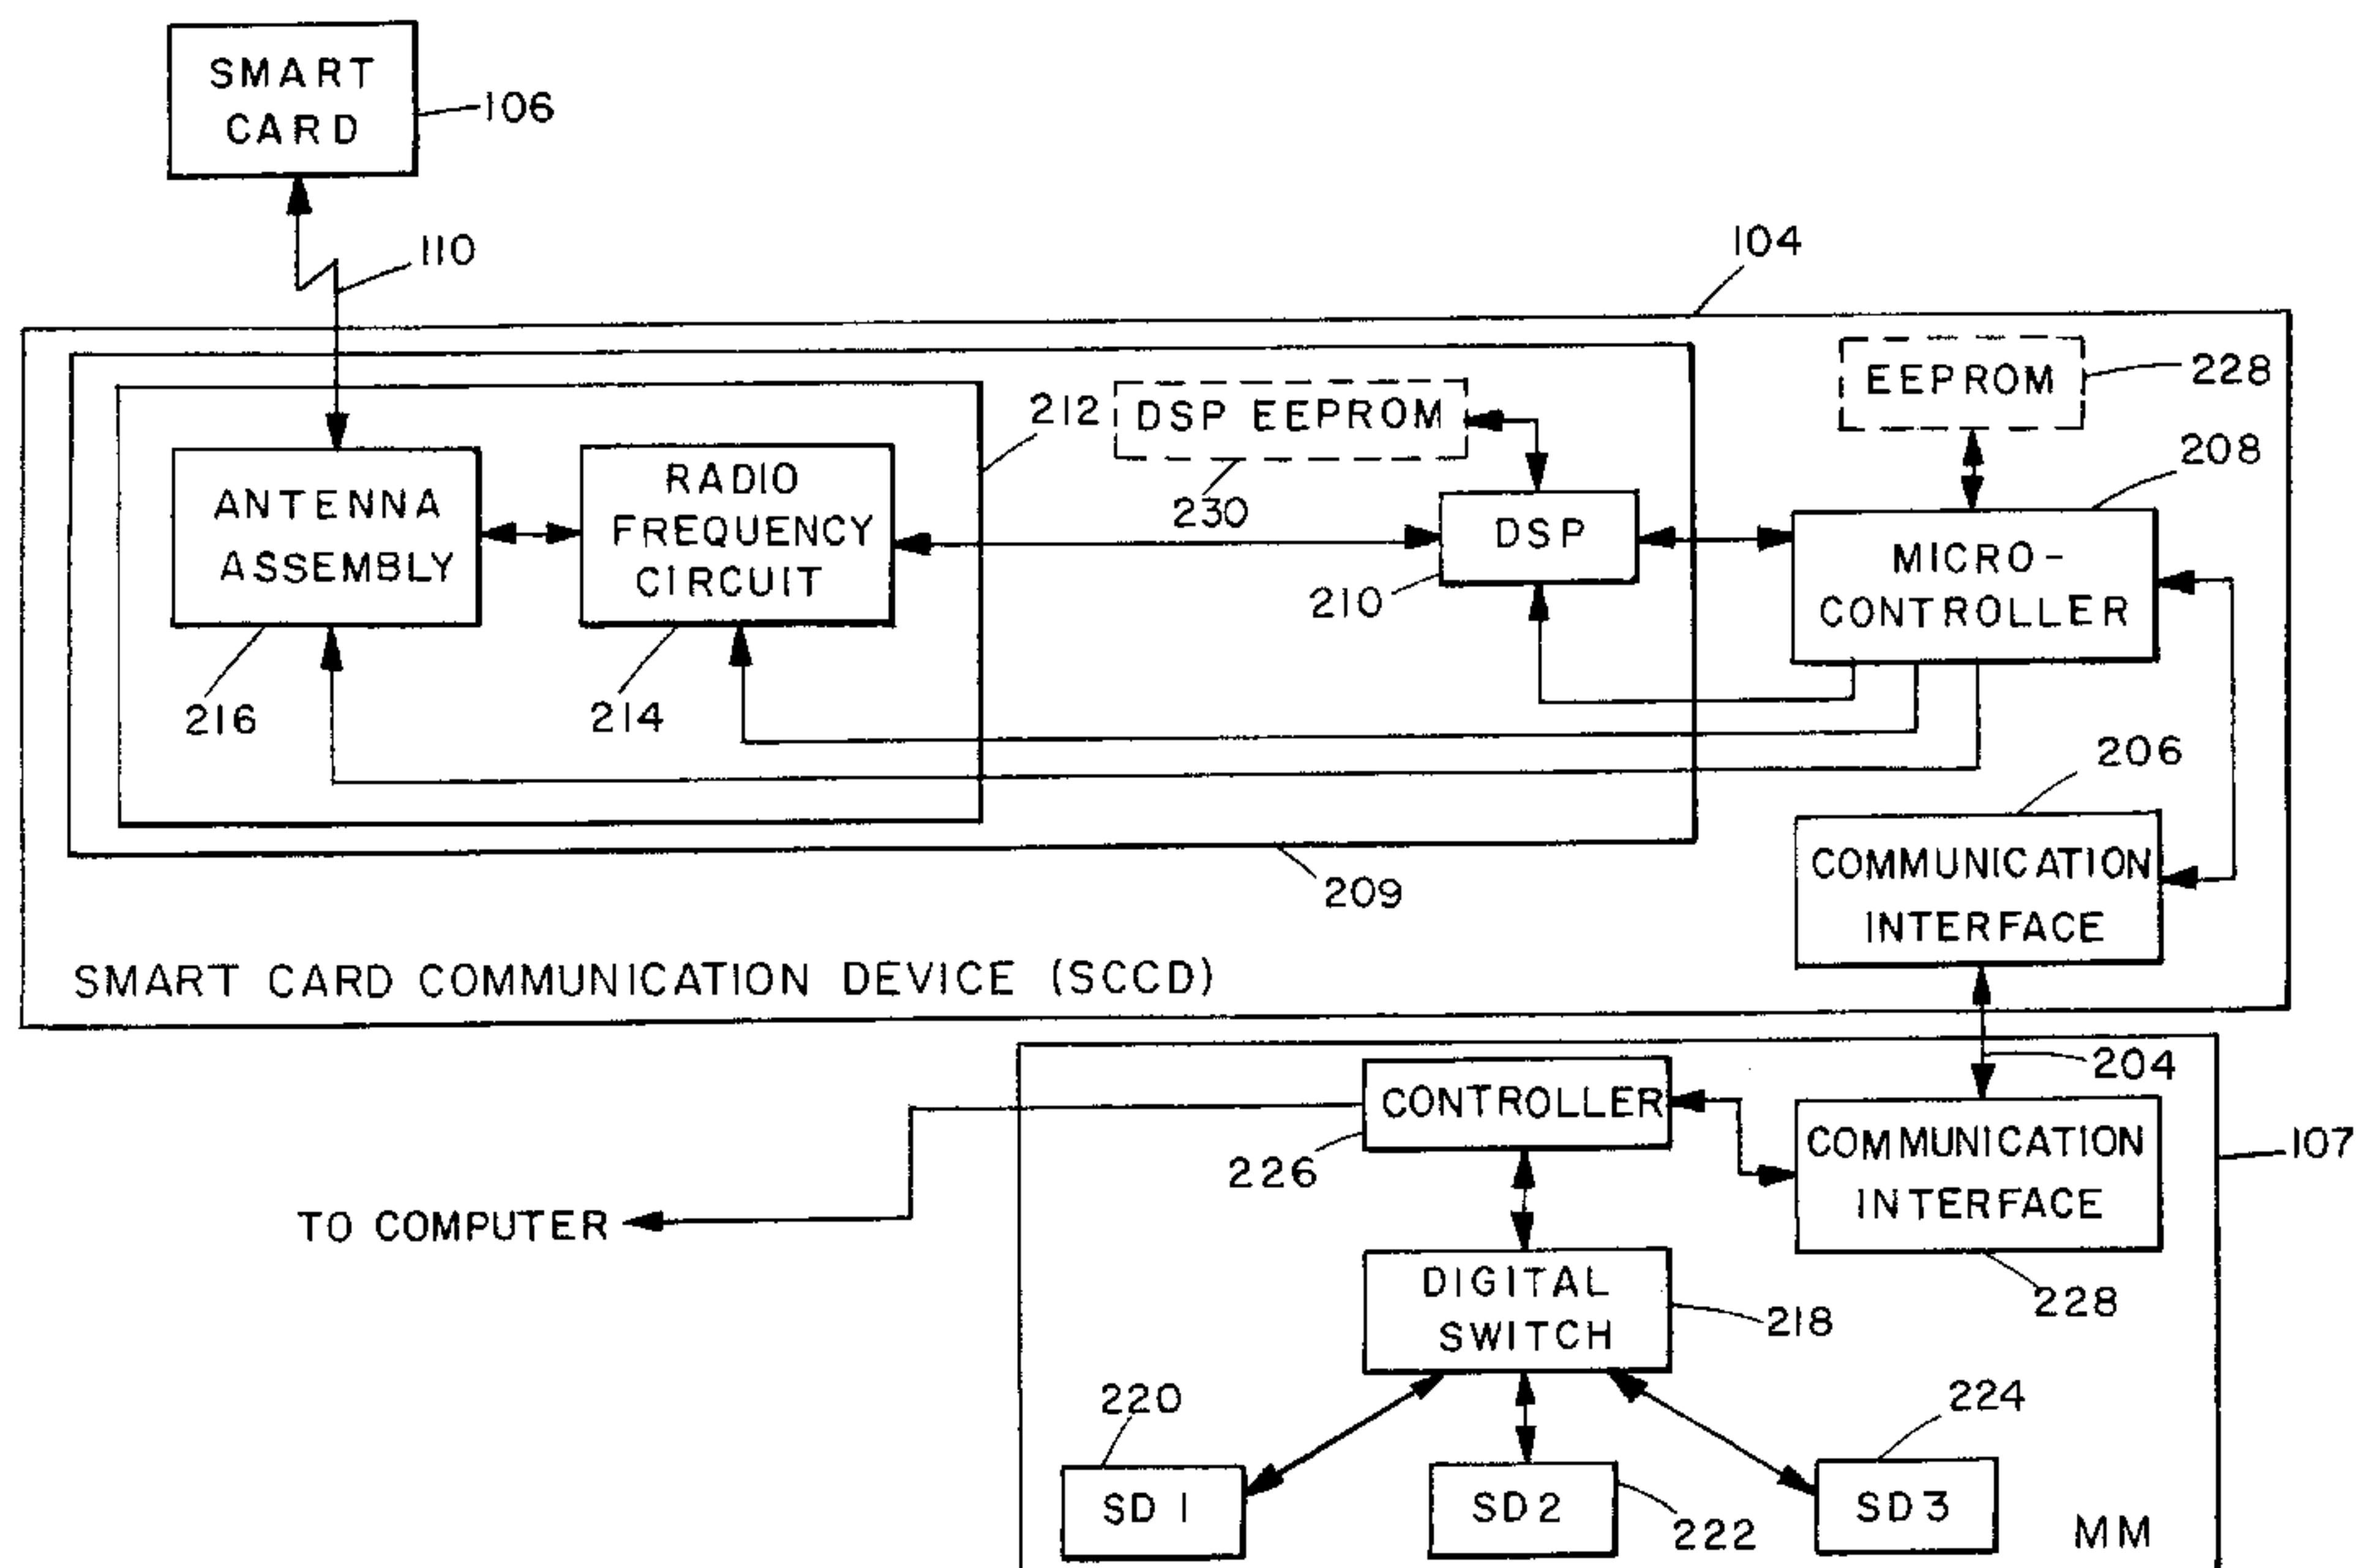 SMART
CARD
106
110
104
EEPROM
228
212
DSP EEPROM
208
230
ANTENNA
ASSEMBLY
RADIO
FREQUENCY
CIRCUIT
DSP
210
MICRO-
CONTROLLER
216
214
206
209
COMMUNICATION
INTERFACE
SMART CARD COMMUNICATION DEVICE (SCCD)
204
CONTROLLER
226
COMMUNICATION
INTERFACE
107
TO COMPUTER
228
DIGITAL
SWITCH
218
220
224
SD1
SD2
222
SD3
MM